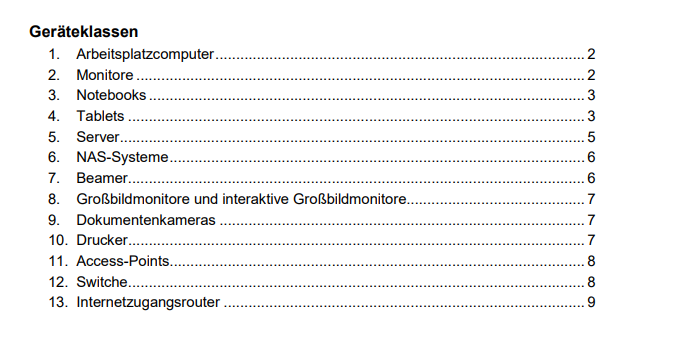 Geräteklassen
1. Arbeitsplatzcomputer........................................................................................ 2
2. Monitore ........................................................................................................... 2
3. Notebooks ........................................................................................................ 3
4. Tablets ............................................................................................................. 3
5. Server............................................................................................................... 5
6. NAS-Systeme................................................................................................... 6
7. Beamer............................................................................................................. 6
8. Großbildmonitore und interaktive Großbildmonitore.......................................... 7
9. Dokumentenkameras ....................................................................................... 7
10. Drucker............................................................................................................. 7
11. Access-Points................................................................................................... 8
12. Switche............................................................................................................. 8
13. Internetzugangsrouter ...................................................................................... 9